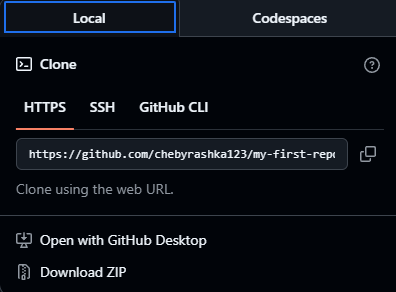 Local
Codespaces
Clone
HTTPS
SSH
GitHub CLI
https://github.com/chebyrashka123/my-first-repo
Clone using the web URL.
Open with GitHub Desktop
Download ZIP